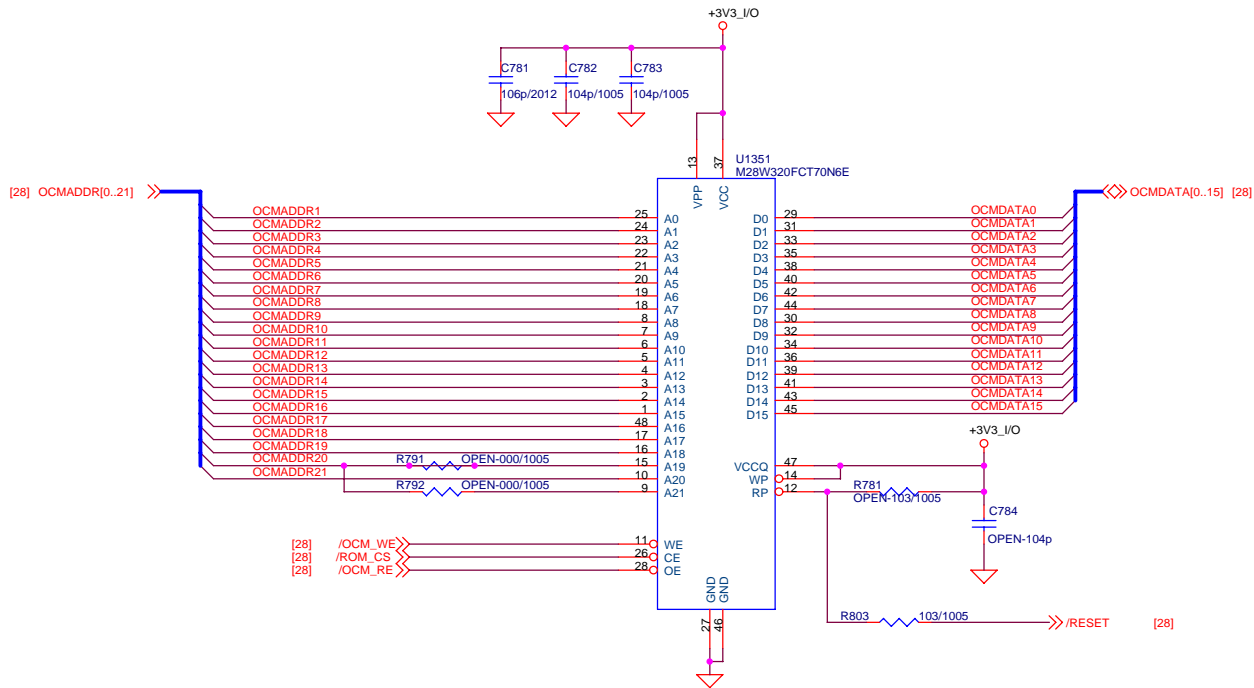 +3V3_I/O
C781
C782
C783
106p/2012
104p/1005
104p/1005
13
37
U1351
M28W320FCT70N6E
VPP
VCC
[28] OCMADDR[0..21]
OCMDATA[0..15] [28]
OCMADDR1 25 A0 D0 29 OCMDATA0
OCMADDR2 24 A1 D1 31 OCMDATA1
OCMADDR3 23 A2 D2 33 OCMDATA2
OCMADDR4 22 A3 D3 35 OCMDATA3
OCMADDR5 21 A4 D4 38 OCMDATA4
OCMADDR6 20 A5 D5 40 OCMDATA5
OCMADDR7 19 A6 D6 42 OCMDATA6
OCMADDR8 18 A7 D7 44 OCMDATA7
OCMADDR9 8 A8 D8 30 OCMDATA8
OCMADDR10 7 A9 D9 32 OCMDATA9
OCMADDR11 6 A10 D10 34 OCMDATA10
OCMADDR12 5 A11 D11 36 OCMDATA11
OCMADDR13 4 A12 D12 39 OCMDATA12
OCMADDR14 3 A13 D13 41 OCMDATA13
OCMADDR15 2 A14 D14 43 OCMDATA14
OCMADDR16 1 A15 D15 45 OCMDATA15
OCMADDR17 48 A16
OCMADDR18 17 A17
OCMADDR19 16 A18
OCMADDR20 R791 OPEN-000/1005 15 A19
OCMADDR21 10 A20
R792 OPEN-000/1005 9 A21
+3V3_I/O
VCCQ 47
WP 14
RP 12
R781
OPEN-103/1005
C784
OPEN-104p
[28] /OCM_WE 11 WE
[28] /ROM_CS 26 CE
[28] /OCM_RE 28 OE
GND
GND
27
46
R803 103/1005 /RESET [28]